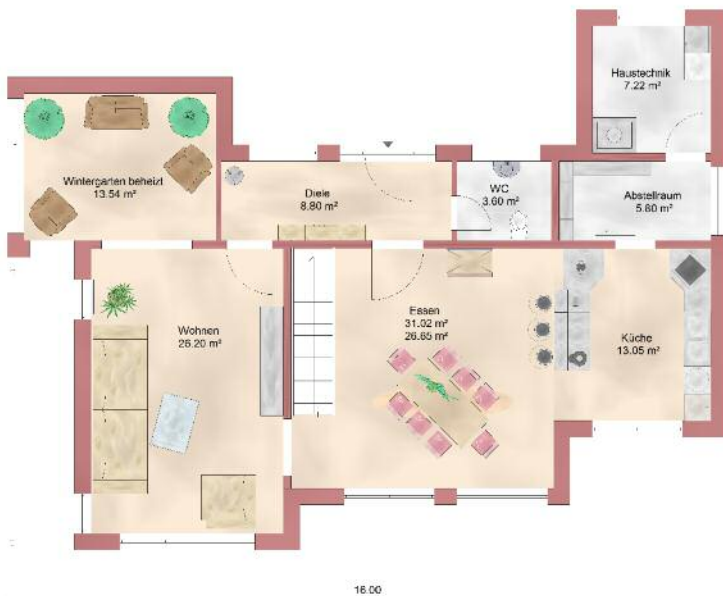 Haustechnik
7.22 m²
Wintergarten beheizt
13.54 m²
Diele
8.80 m²
WC
3.60 m²
Abstellraum
5.80 m²
Wohnen
26.20 m²
Essen
31.02 m²
26.65 m²
Küche
13.05 m²
16.00